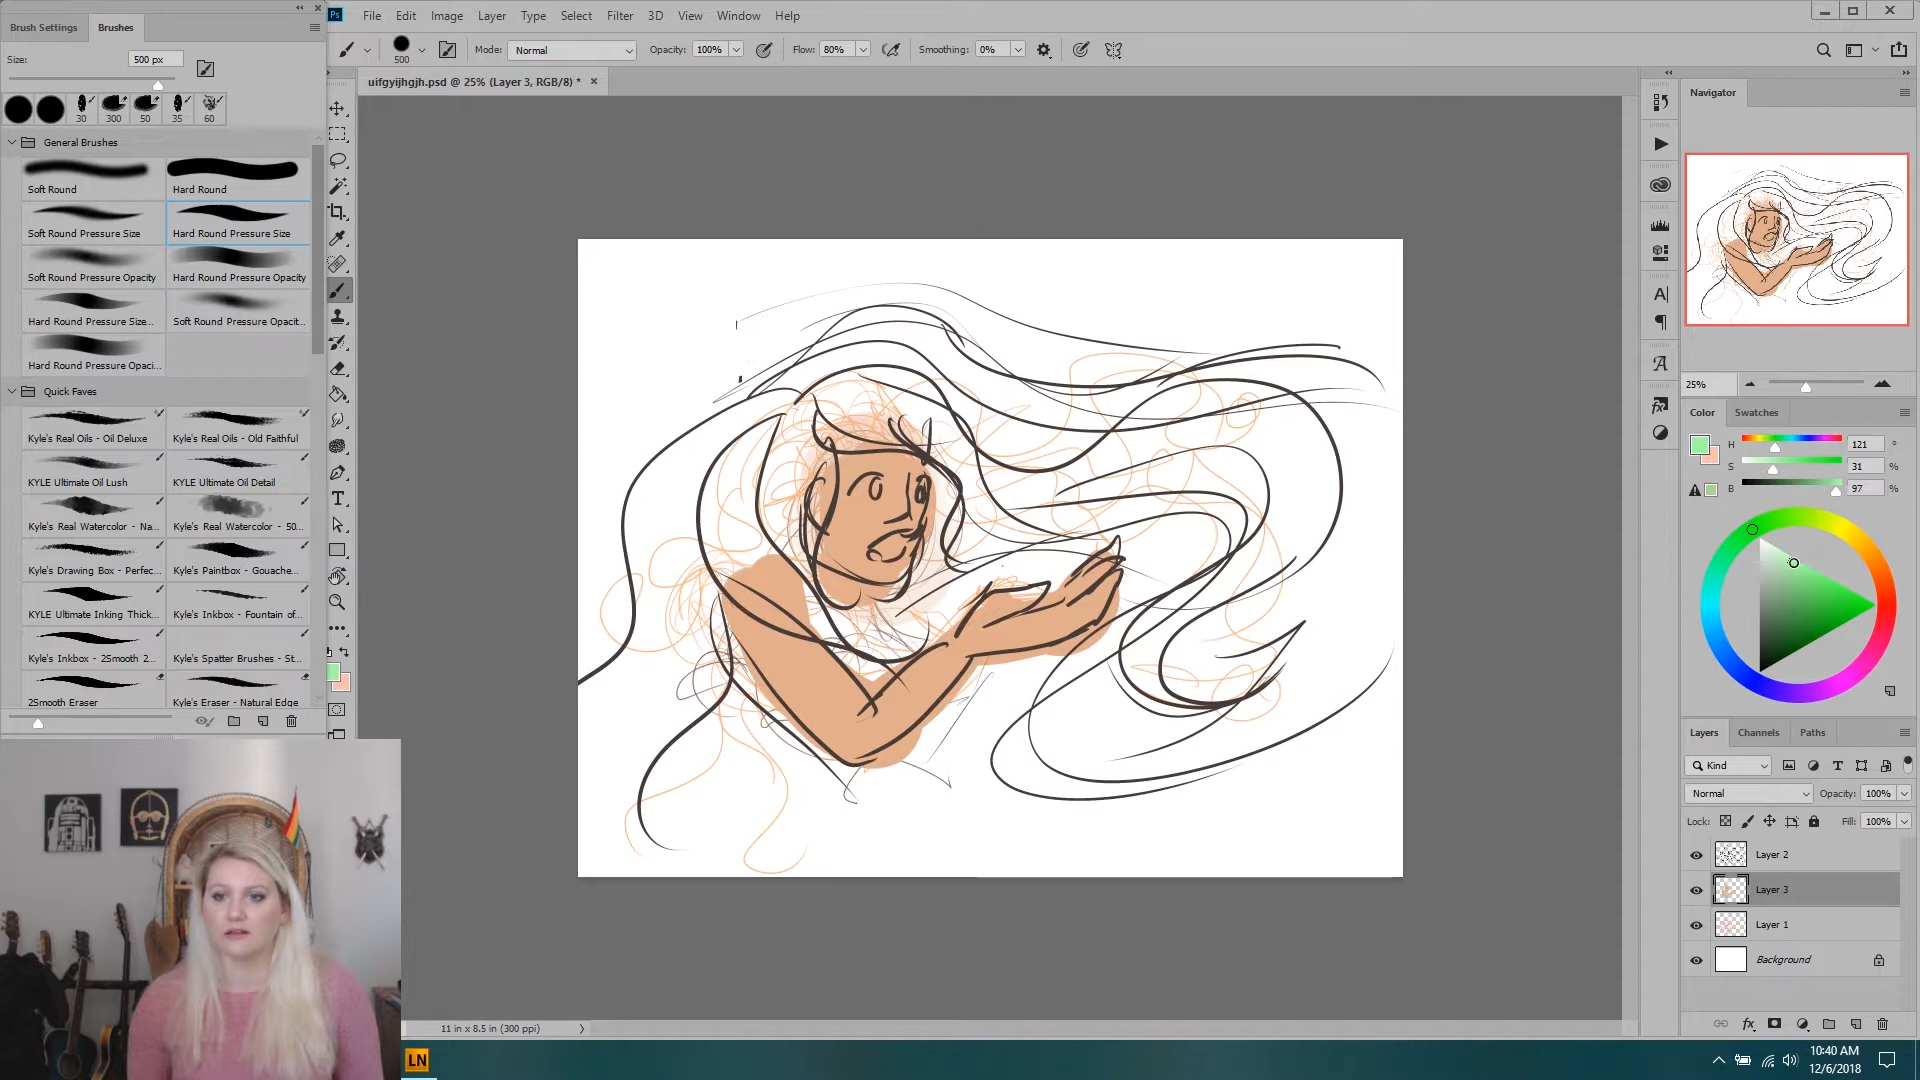 File Edit Image Layer Type Select Filter 3D View Window Help
Brush Settings Brushes
500 Mode: Normal Opacity: 100% Flow: 80% Smoothing: 0%
Size: 500 px
uifgyijhgjh.psd @ 25% (Layer 3, RGB/8) *
30 300 50 35 60
General Brushes
Soft Round Hard Round
Soft Round Pressure Size Hard Round Pressure Size
Soft Round Pressure Opacity Hard Round Pressure Opacity
Hard Round Pressure Size... Soft Round Pressure Opacit...
Hard Round Pressure Opaci...
Quick Faves
Kyle's Real Oils - Oil Deluxe Kyle's Real Oils - Old Faithful
KYLE Ultimate Oil Lush KYLE Ultimate Oil Detail
Kyle's Real Watercolor - Na... Kyle's Real Watercolor - 50...
Kyle's Drawing Box - Perfec... Kyle's Paintbox - Gouache...
KYLE Ultimate Inking Thick... Kyle's Inkbox - Fountain of...
Kyle's Inkbox - 2Smooth 2... Kyle's Spatter Brushes - St...
2Smooth Eraser Kyle's Eraser - Natural Edge
Navigator
25%
Color Swatches
H 121 °
S 31 %
B 97 %
Layers Channels Paths
Kind
Normal Opacity: 100%
Lock: Fill: 100%
Layer 2
Layer 3
Layer 1
Background
fx
11 in x 8.5 in (300 ppi)
LN
10:40 AM
12/6/2018